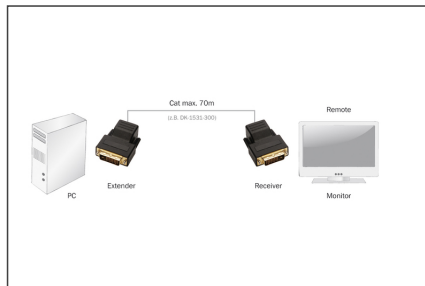 Cat max. 70m
(z.B. DK-1531-300)
Remote
PC
Extender
Receiver
Monitor